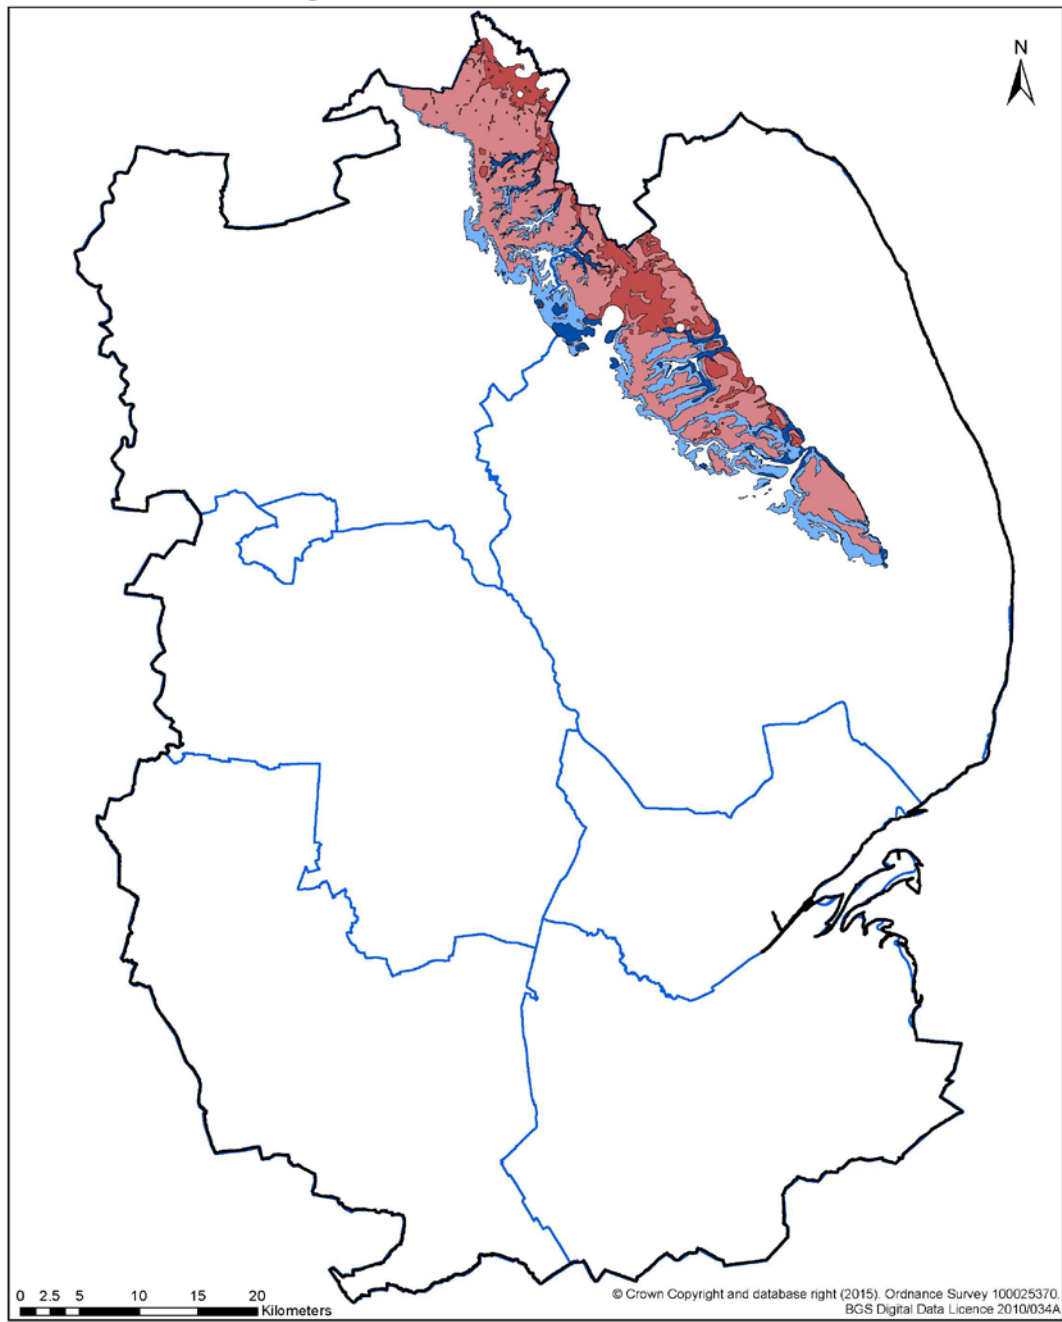 N
0 2.5 5 10 15 20
Kilometers
© Crown Copyright and database right (2015). Ordnance Survey 100025370.
BGS Digital Data Licence 2010/034A